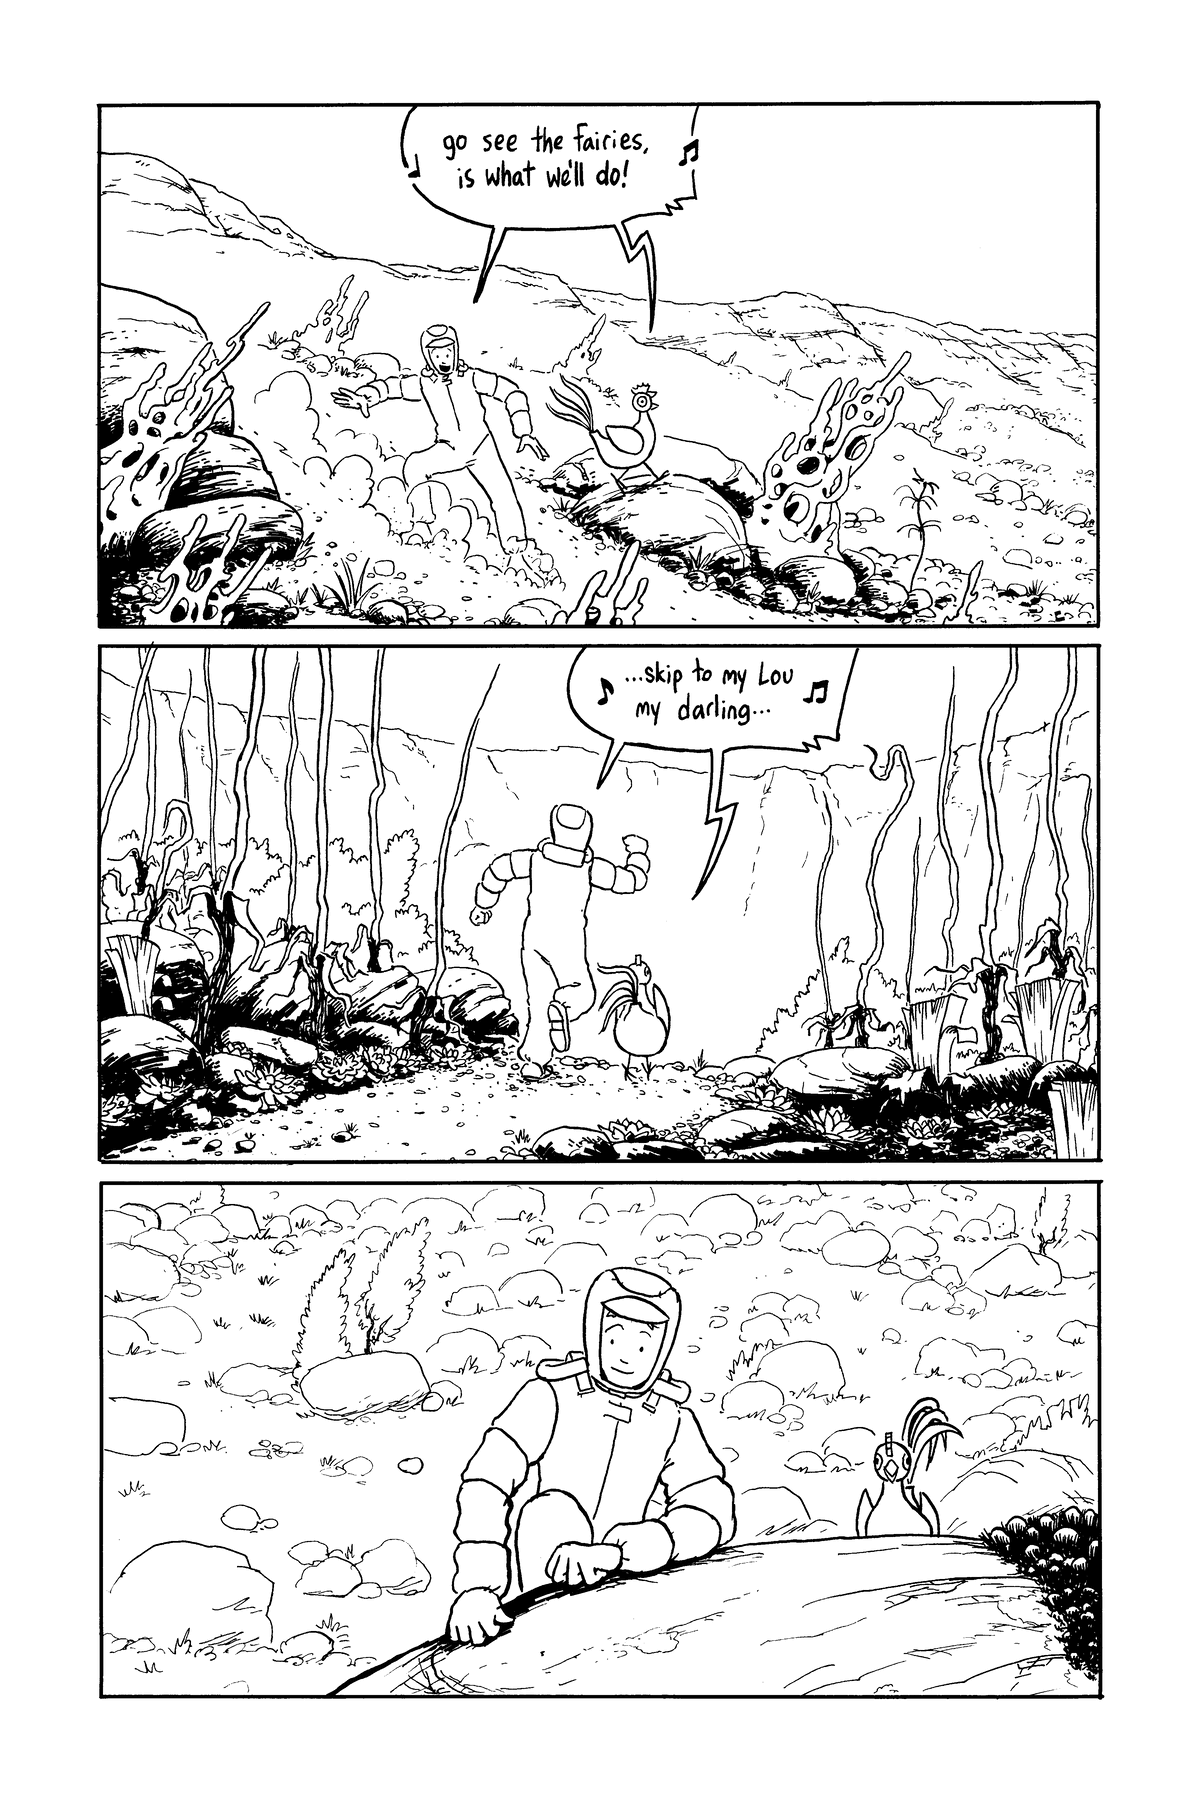 go see the fairies,
is what we'll do!
...skip to my Lou
my darling...